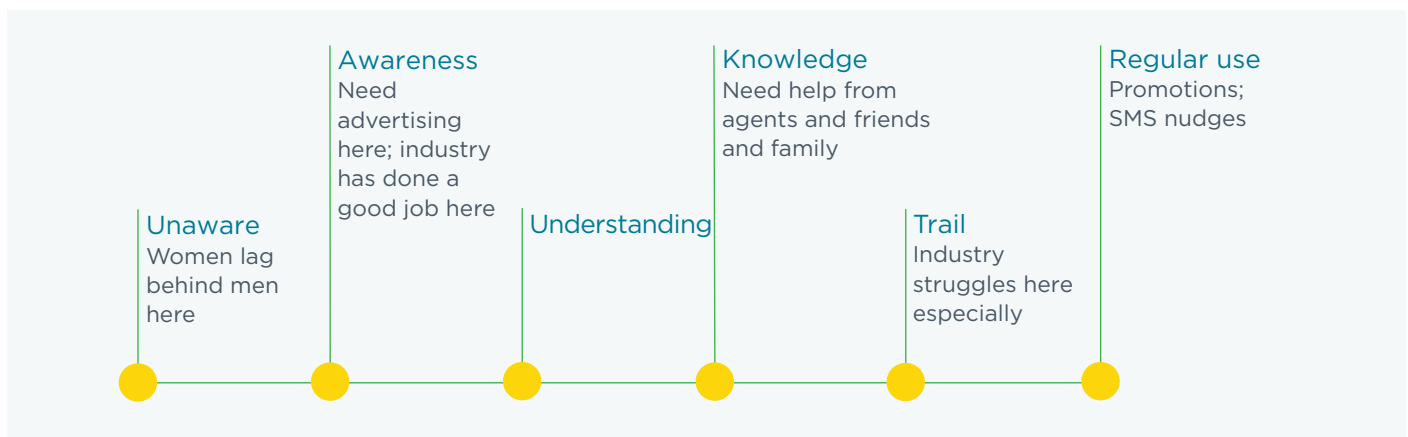 Unaware
Women lag
behind men
here
Awareness
Need
advertising
here; industry
has done a
good job here
Understanding
Knowledge
Need help from
agents and friends
and family
Trail
Industry
struggles here
especially
Regular use
Promotions;
SMS nudges